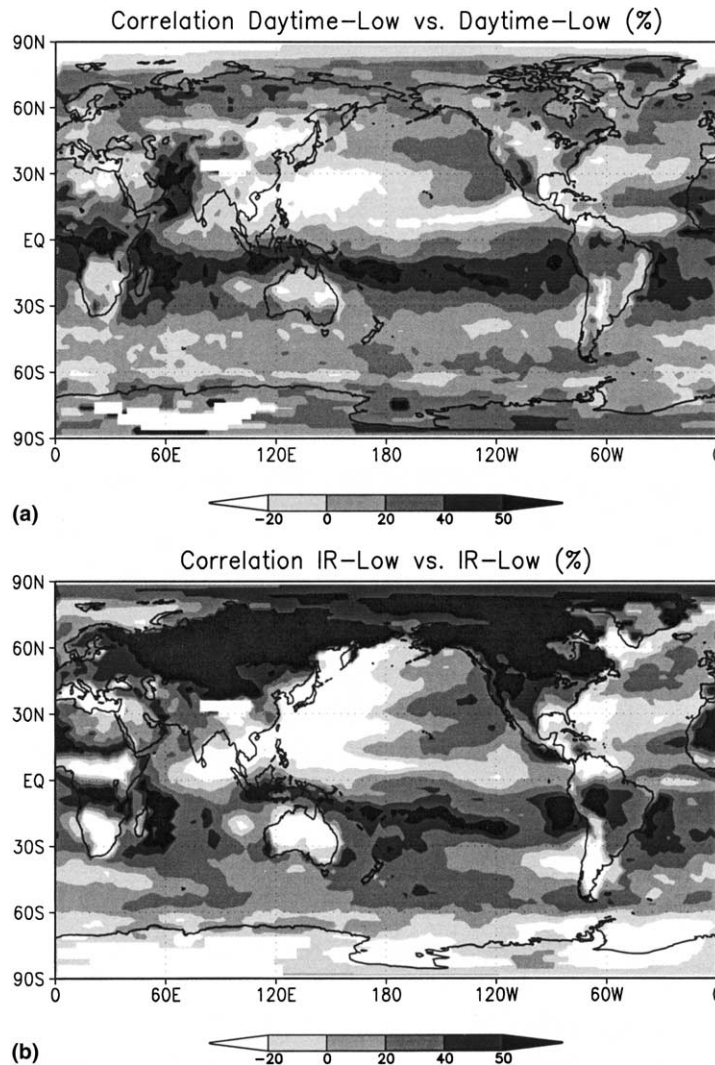 Correlation Daytime-Low vs. Daytime-Low (%)
90N
60N
30N
EQ
30S
60S
90S
0 60E 120E 180 120W 60W 0
(a)
-20 0 20 40 50
Correlation IR-Low vs. IR-Low (%)
90N
60N
30N
EQ
30S
60S
90S
0 60E 120E 180 120W 60W 0
(b)
-20 0 20 40 50